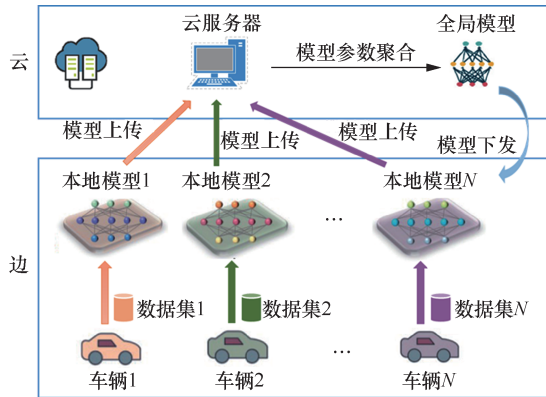 云服务器
全局模型
云
模型参数聚合
模型上传
模型上传
模型上传
模型下发
本地模型1
本地模型2
本地模型N
...
边
数据集1
数据集2
数据集N
...
车辆1
车辆2
车辆N